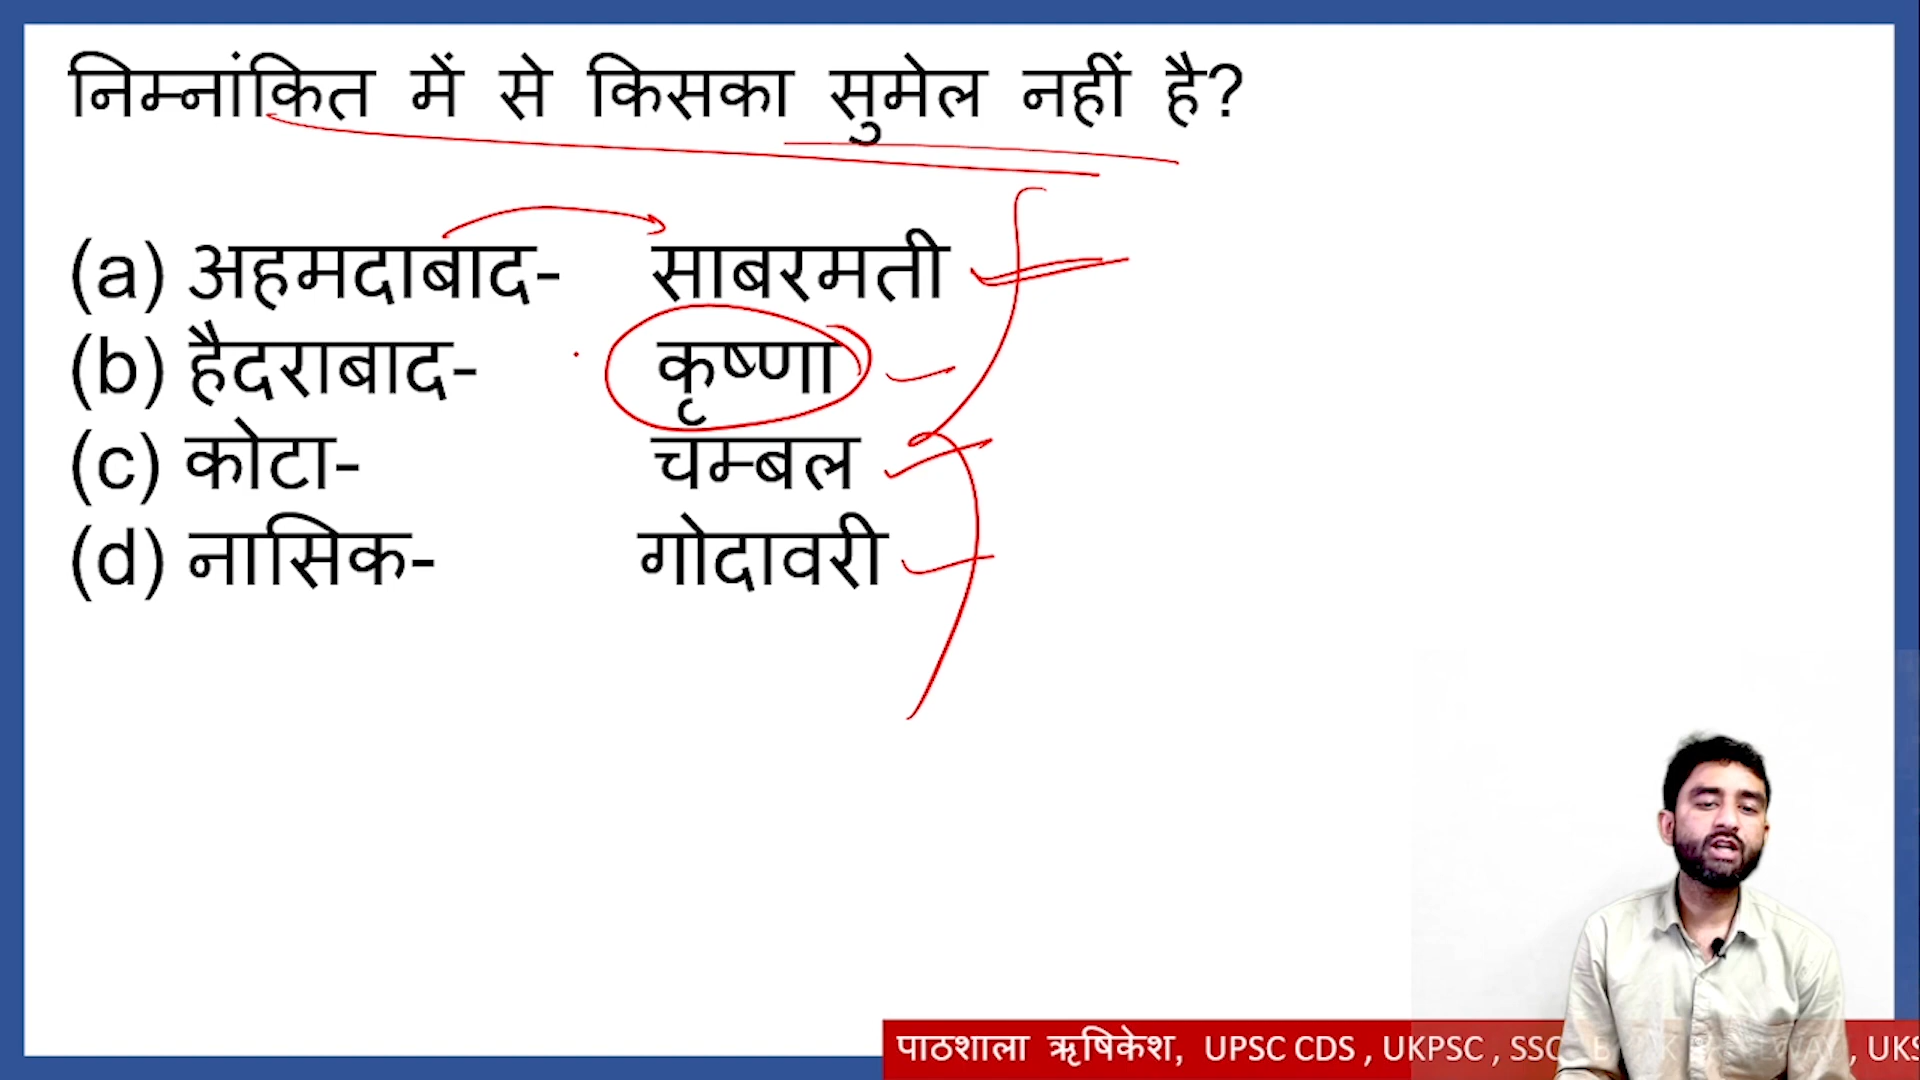 निम्नांकित में से किसका सुमेल नहीं है?
(a) अहमदाबाद- साबरमती
(b) हैदराबाद- कृष्णा
(c) कोटा- चम्बल
(d) नासिक- गोदावरी
पाठशाला ऋषिकेश, UPSC CDS , UKPSC , SSC